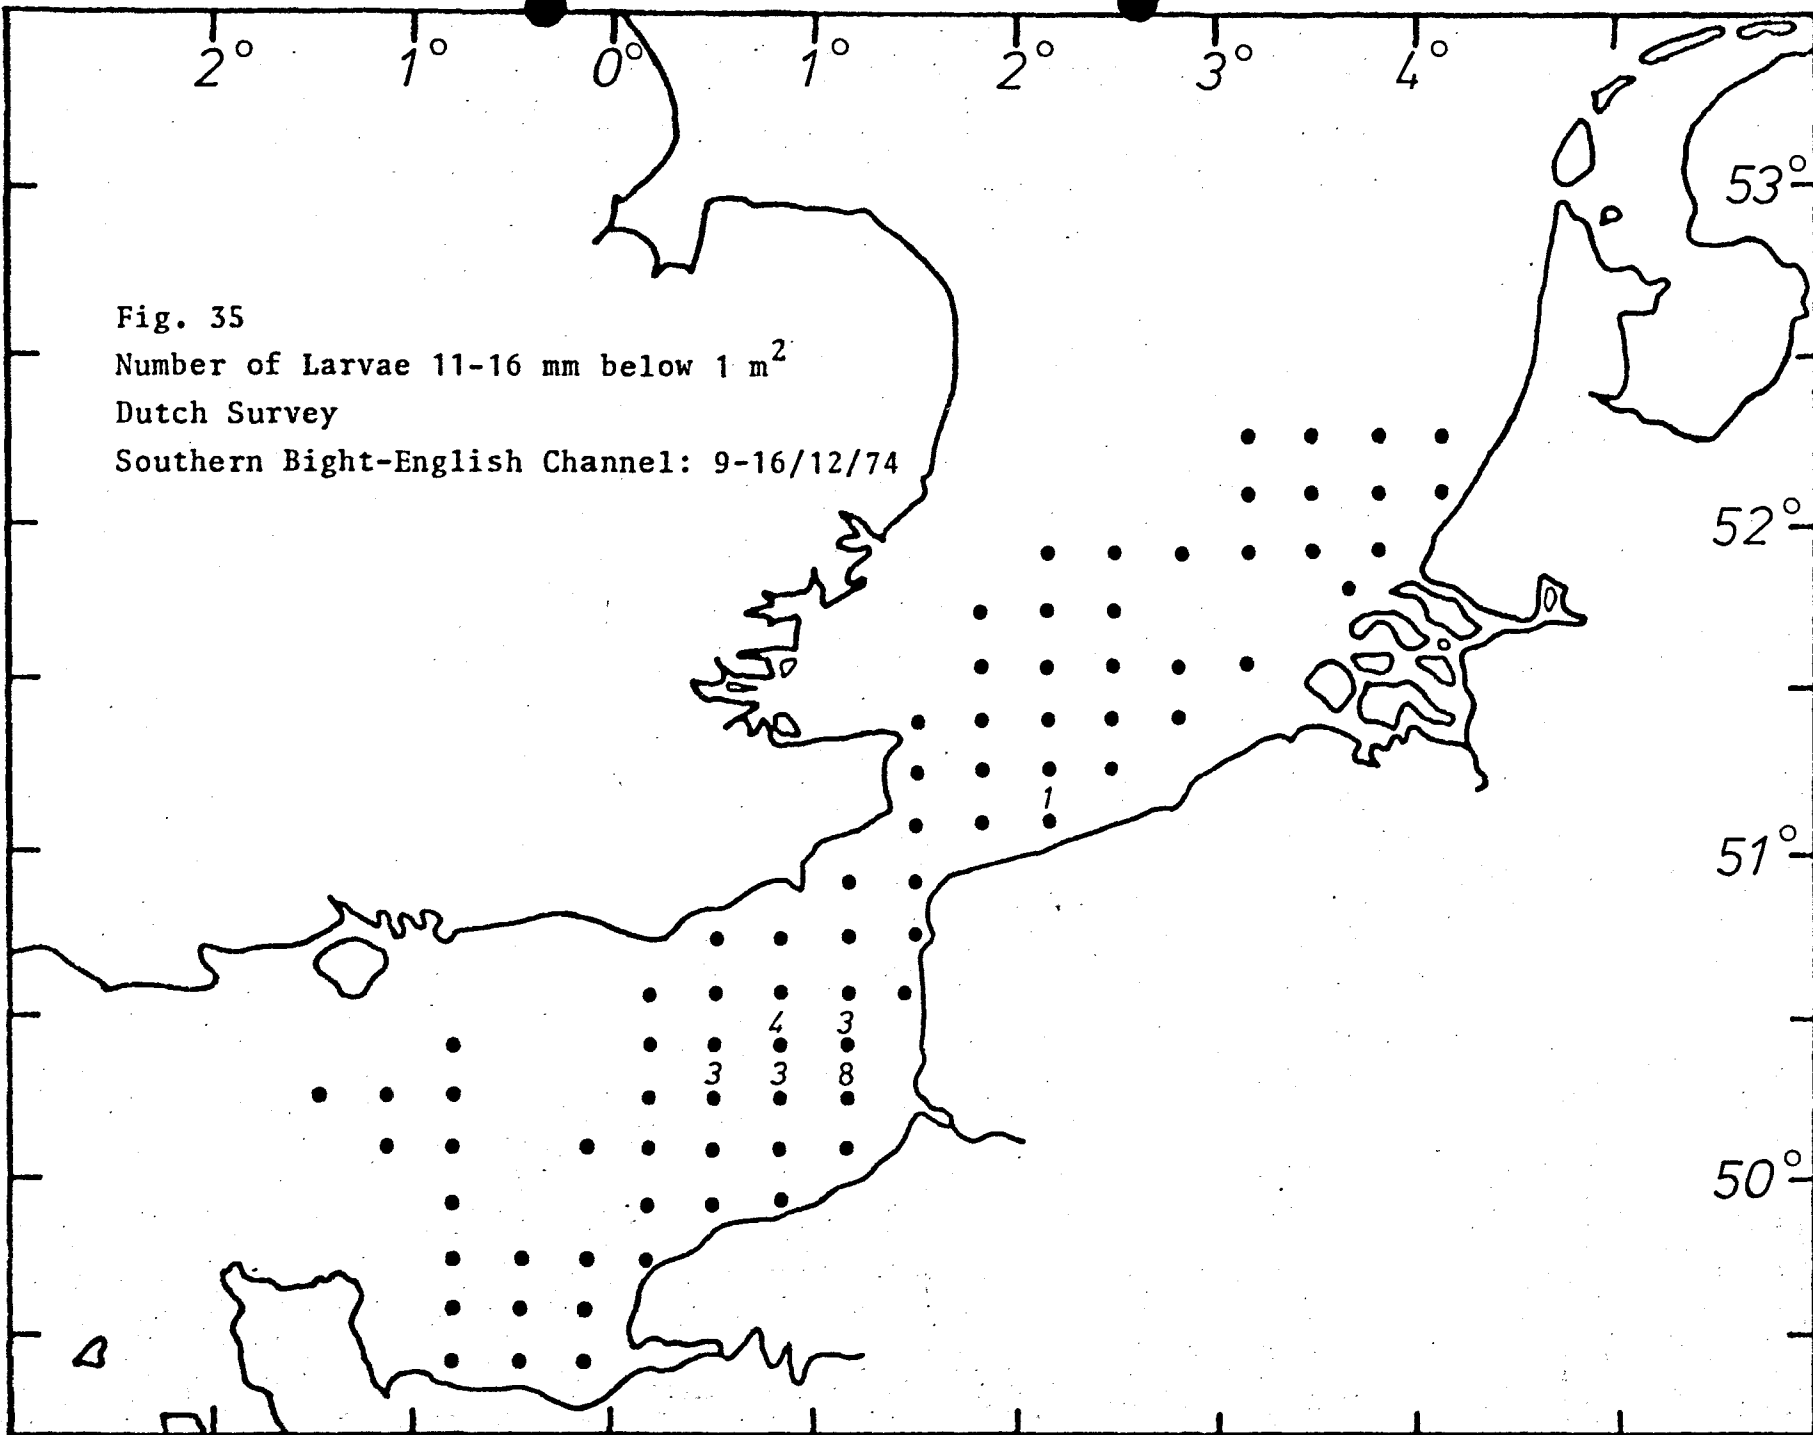 2° 1° 0° 1° 2° 3° 4°
53°
Fig. 35
Number of Larvae 11-16 mm below 1 m²
Dutch Survey
Southern Bight-English Channel: 9-16/12/74
52°
1
51°
4 3
3 3 8
50°